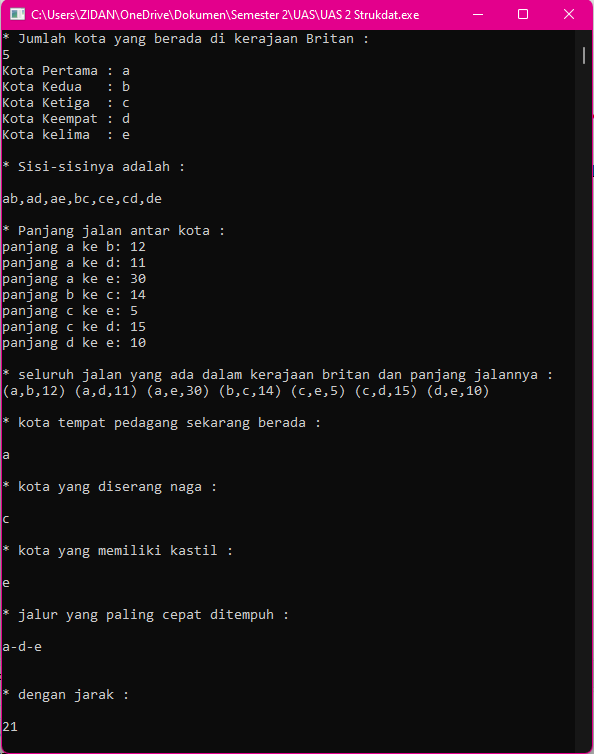 C:\Users\ZIDAN\OneDrive\Dokumen\Semester 2\UAS\UAS 2 Strukdat.exe
* Jumlah kota yang berada di kerajaan Britan :
5
Kota Pertama : a
Kota Kedua   : b
Kota Ketiga  : c
Kota Keempat : d
Kota kelima  : e
* Sisi-sisinya adalah :
ab,ad,ae,bc,ce,cd,de
* Panjang jalan antar kota :
panjang a ke b: 12
panjang a ke d: 11
panjang a ke e: 30
panjang b ke c: 14
panjang c ke e: 5
panjang c ke d: 15
panjang d ke e: 10
* seluruh jalan yang ada dalam kerajaan britan dan panjang jalannya :
(a,b,12) (a,d,11) (a,e,30) (b,c,14) (c,e,5) (c,d,15) (d,e,10)
* kota tempat pedagang sekarang berada :
a
* kota yang diserang naga :
c
* kota yang memiliki kastil :
e
* jalur yang paling cepat ditempuh :
a-d-e
* dengan jarak :
21